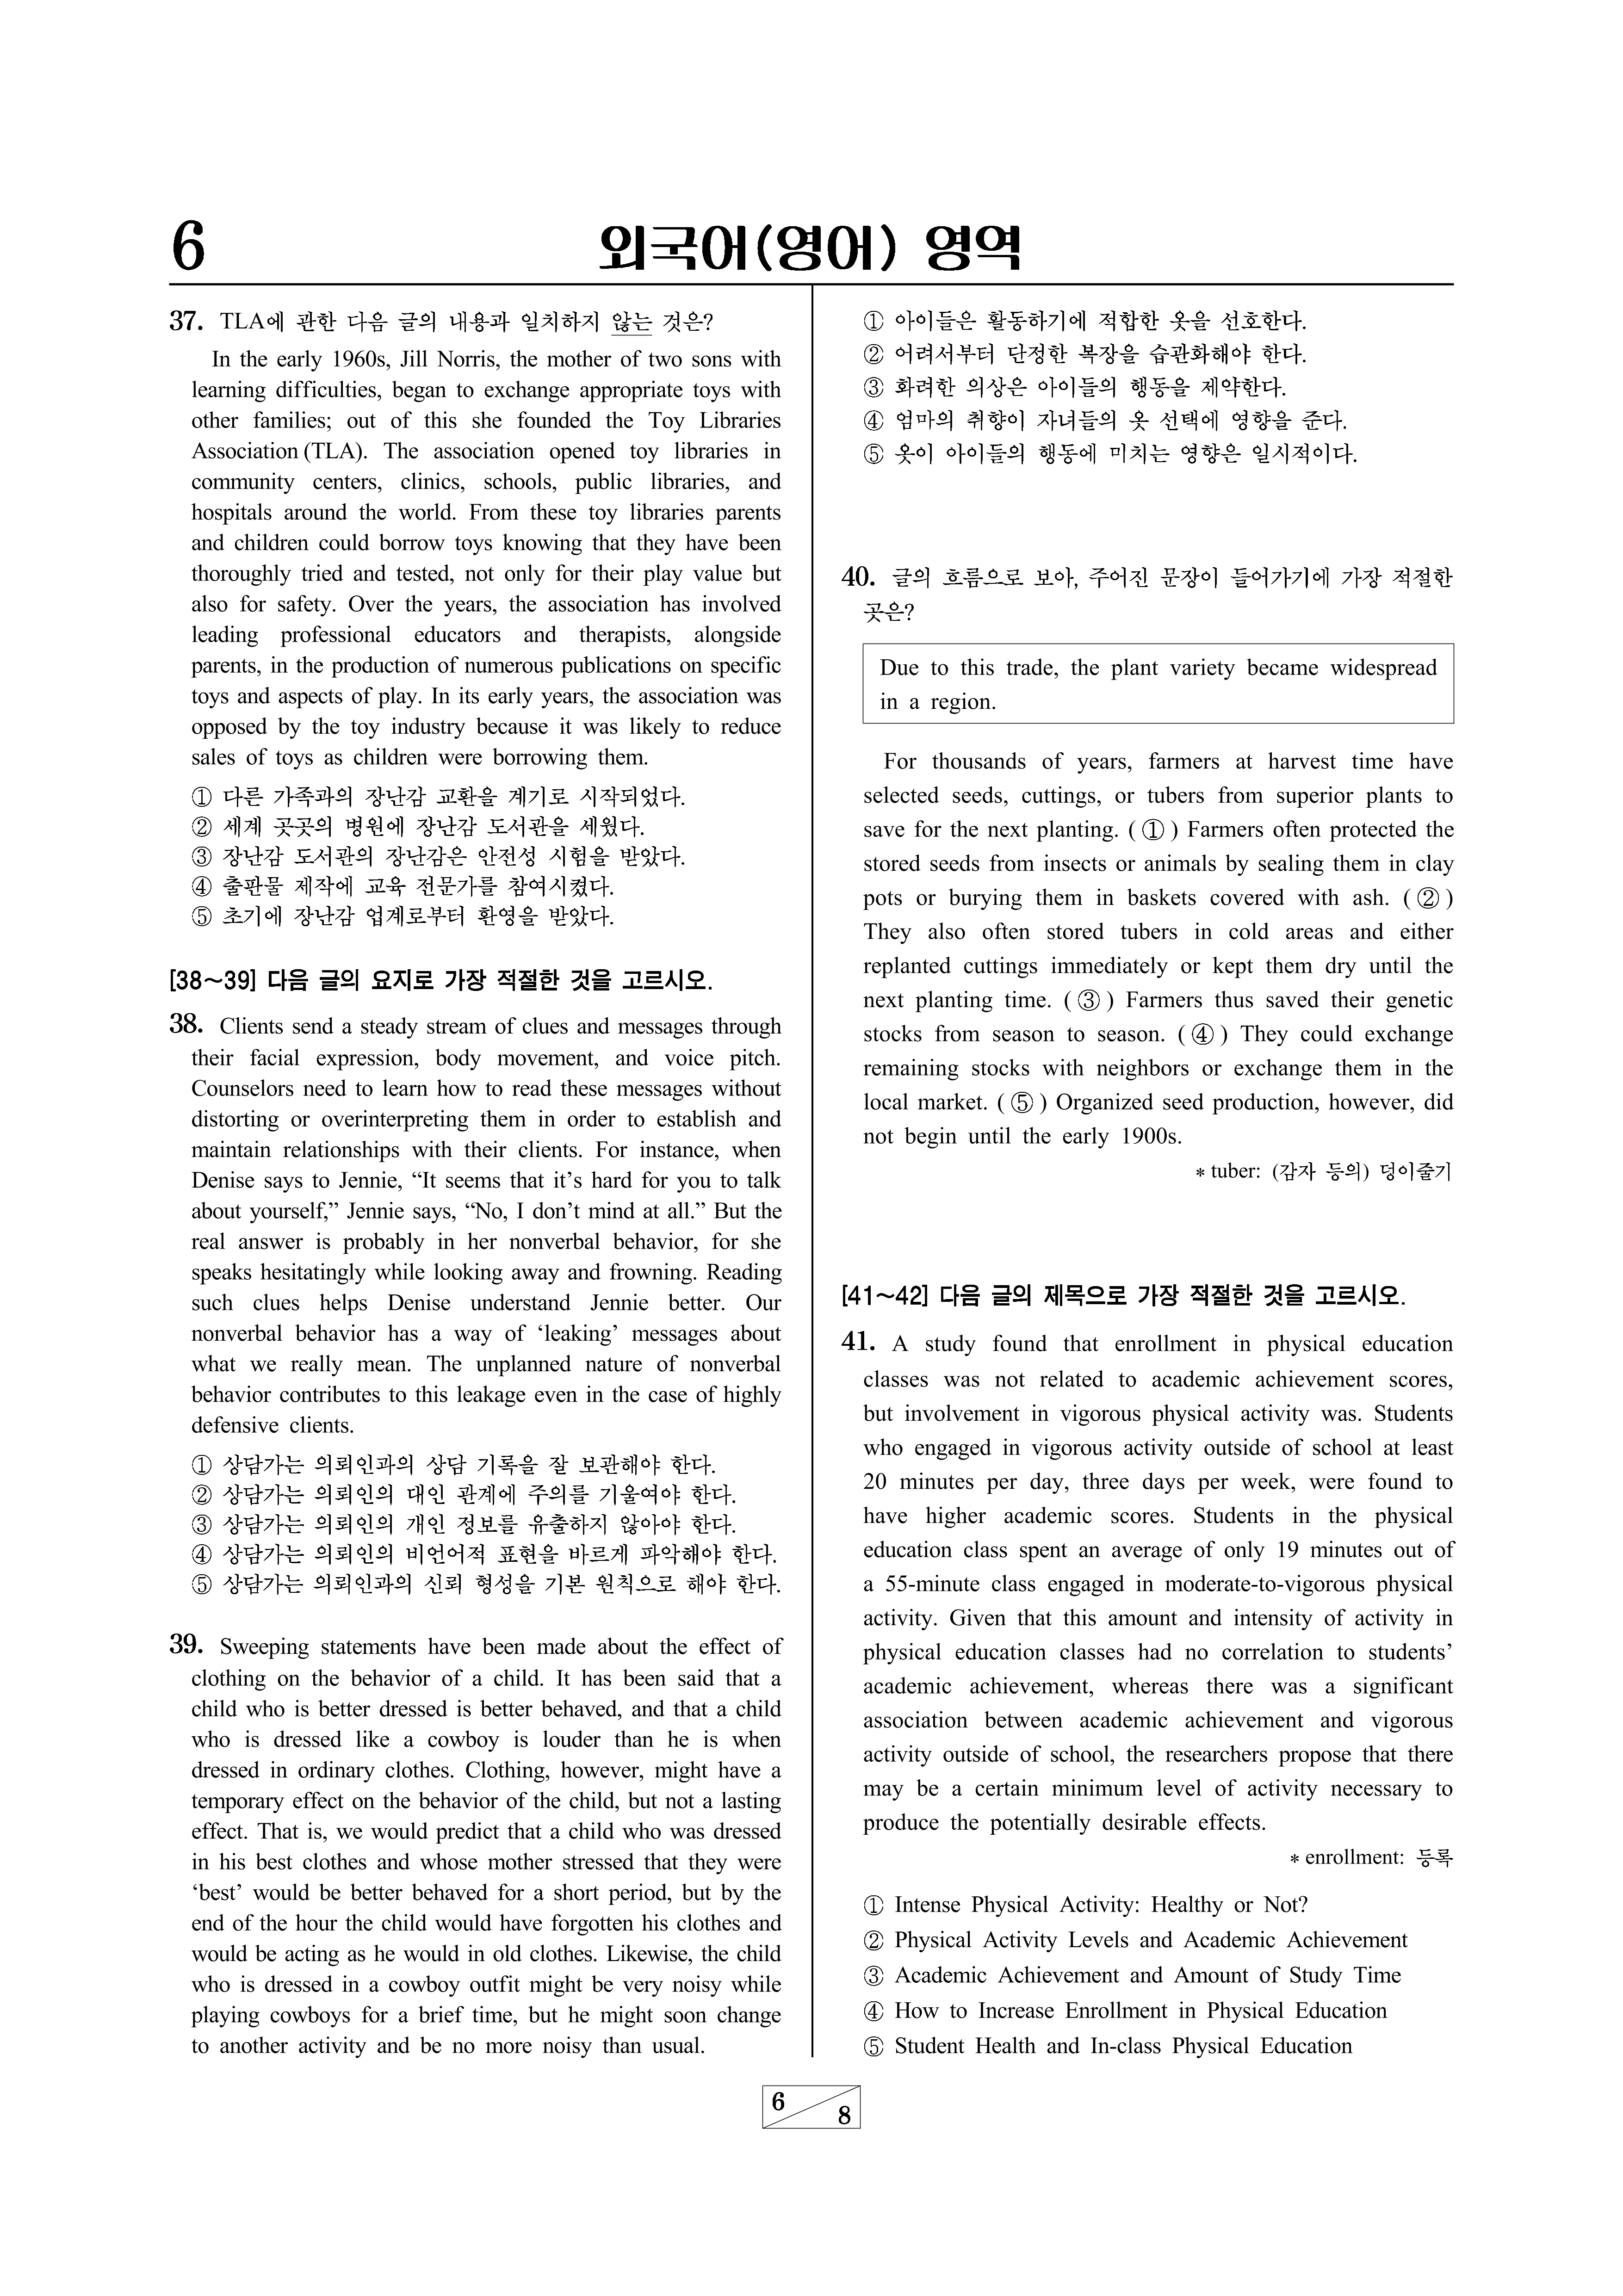 6
외국어(영어) 영역
37. TLA에 관한 다음 글의 내용과 일치하지 않는 것은?
In the early 1960s, Jill Norris, the mother of two sons with
learning difficulties, began to exchange appropriate toys with
other families; out of this she founded the Toy Libraries
Association (TLA). The association opened toy libraries in
community centers, clinics, schools, public libraries, and
hospitals around the world. From these toy libraries parents
and children could borrow toys knowing that they have been
thoroughly tried and tested, not only for their play value but
also for safety. Over the years, the association has involved
leading professional educators and therapists, alongside
parents, in the production of numerous publications on specific
toys and aspects of play. In its early years, the association was
opposed by the toy industry because it was likely to reduce
sales of toys as children were borrowing them.
① 다른 가족과의 장난감 교환을 계기로 시작되었다.
② 세계 곳곳의 병원에 장난감 도서관을 세웠다.
③ 장난감 도서관의 장난감은 안전성 시험을 받았다.
④ 출판물 제작에 교육 전문가를 참여시켰다.
⑤ 초기에 장난감 업계로부터 환영을 받았다.
[38~39] 다음 글의 요지로 가장 적절한 것을 고르시오.
38. Clients send a steady stream of clues and messages through
their facial expression, body movement, and voice pitch.
Counselors need to learn how to read these messages without
distorting or overinterpreting them in order to establish and
maintain relationships with their clients. For instance, when
Denise says to Jennie, “It seems that it’s hard for you to talk
about yourself,” Jennie says, “No, I don’t mind at all.” But the
real answer is probably in her nonverbal behavior, for she
speaks hesitatingly while looking away and frowning. Reading
such clues helps Denise understand Jennie better. Our
nonverbal behavior has a way of ‘leaking’ messages about
what we really mean. The unplanned nature of nonverbal
behavior contributes to this leakage even in the case of highly
defensive clients.
① 상담가는 의뢰인과의 상담 기록을 잘 보관해야 한다.
② 상담가는 의뢰인의 대인 관계에 주의를 기울여야 한다.
③ 상담가는 의뢰인의 개인 정보를 유출하지 않아야 한다.
④ 상담가는 의뢰인의 비언어적 표현을 바르게 파악해야 한다.
⑤ 상담가는 의뢰인과의 신뢰 형성을 기본 원칙으로 해야 한다.
39. Sweeping statements have been made about the effect of
clothing on the behavior of a child. It has been said that a
child who is better dressed is better behaved, and that a child
who is dressed like a cowboy is louder than he is when
dressed in ordinary clothes. Clothing, however, might have a
temporary effect on the behavior of the child, but not a lasting
effect. That is, we would predict that a child who was dressed
in his best clothes and whose mother stressed that they were
‘best’ would be better behaved for a short period, but by the
end of the hour the child would have forgotten his clothes and
would be acting as he would in old clothes. Likewise, the child
who is dressed in a cowboy outfit might be very noisy while
playing cowboys for a brief time, but he might soon change
to another activity and be no more noisy than usual.
① 아이들은 활동하기에 적합한 옷을 선호한다.
② 어려서부터 단정한 복장을 습관화해야 한다.
③ 화려한 의상은 아이들의 행동을 제약한다.
④ 엄마의 취향이 자녀들의 옷 선택에 영향을 준다.
⑤ 옷이 아이들의 행동에 미치는 영향은 일시적이다.
40. 글의 흐름으로 보아, 주어진 문장이 들어가기에 가장 적절한
곳은?
Due to this trade, the plant variety became widespread
in a region.
For thousands of years, farmers at harvest time have
selected seeds, cuttings, or tubers from superior plants to
save for the next planting. ( ① ) Farmers often protected the
stored seeds from insects or animals by sealing them in clay
pots or burying them in baskets covered with ash. ( ② )
They also often stored tubers in cold areas and either
replanted cuttings immediately or kept them dry until the
next planting time. ( ③ ) Farmers thus saved their genetic
stocks from season to season. ( ④ ) They could exchange
remaining stocks with neighbors or exchange them in the
local market. ( ⑤ ) Organized seed production, however, did
not begin until the early 1900s.
* tuber: (감자 등의) 덩이줄기
[41~42] 다음 글의 제목으로 가장 적절한 것을 고르시오.
41. A study found that enrollment in physical education
classes was not related to academic achievement scores,
but involvement in vigorous physical activity was. Students
who engaged in vigorous activity outside of school at least
20 minutes per day, three days per week, were found to
have higher academic scores. Students in the physical
education class spent an average of only 19 minutes out of
a 55-minute class engaged in moderate-to-vigorous physical
activity. Given that this amount and intensity of activity in
physical education classes had no correlation to students’
academic achievement, whereas there was a significant
association between academic achievement and vigorous
activity outside of school, the researchers propose that there
may be a certain minimum level of activity necessary to
produce the potentially desirable effects.
* enrollment: 등록
① Intense Physical Activity: Healthy or Not?
② Physical Activity Levels and Academic Achievement
③ Academic Achievement and Amount of Study Time
④ How to Increase Enrollment in Physical Education
⑤ Student Health and In-class Physical Education
6
8